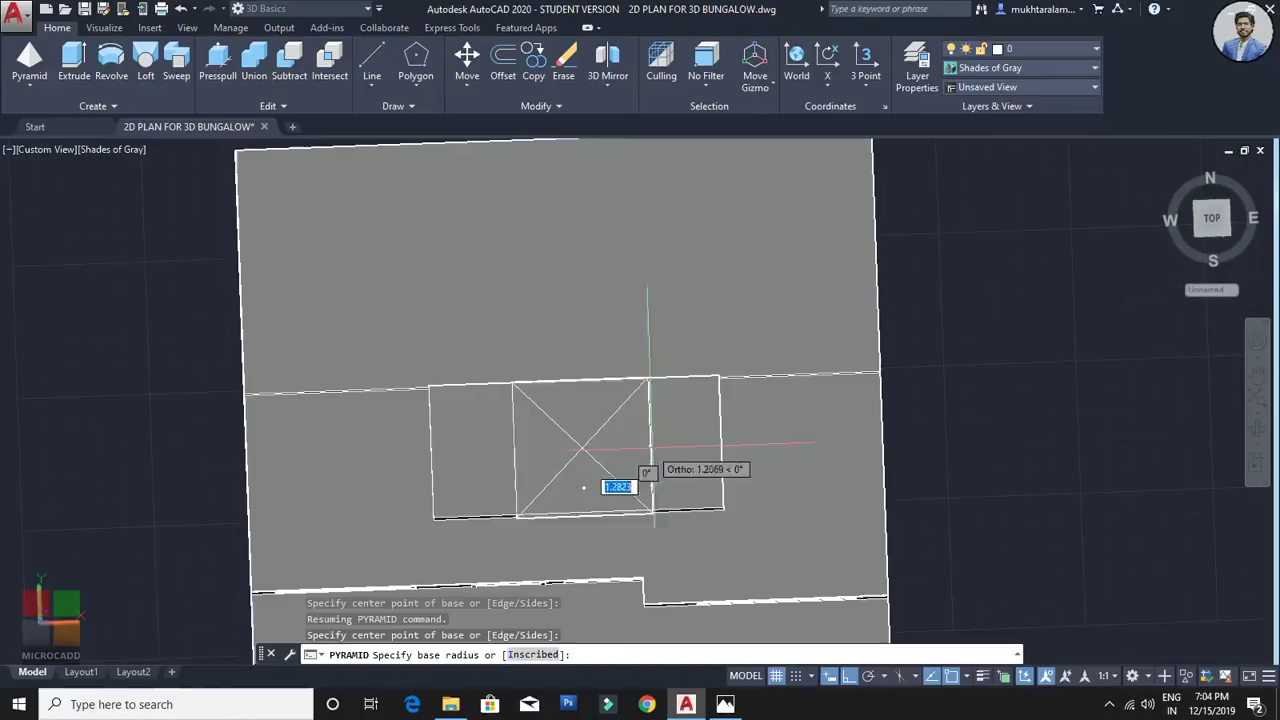 3D Basics
Autodesk AutoCAD 2020 - STUDENT VERSION 2D PLAN FOR 3D BUNGALOW.dwg
Type a keyword or phrase
mukhtaralam...
Home Visualize Insert View Manage Output Add-ins Collaborate Express Tools Featured Apps
Pyramid Extrude Revolve Loft Sweep Presspull Union Subtract Intersect Line Polygon Move Offset Copy Erase 3D Mirror Culling No Filter Move Gizmo World X 3 Point Layer Properties
0
Shades of Gray
Unsaved View
Create Edit Draw Modify Selection Coordinates Layers & View
Start 2D PLAN FOR 3D BUNGALOW*
[−][Custom View][Shades of Gray]
N
W TOP E
S
Unnamed
0° Ortho: 1.2069 < 0°
1.2823
Y
X
Specify center point of base or [Edge/Sides]:
Resuming PYRAMID command.
Specify center point of base or [Edge/Sides]:
PYRAMID Specify base radius or [Inscribed]:
MICROCADD
Model Layout1 Layout2 +
MODEL 1:1
Type here to search
ENG 7:04 PM
IN 12/15/2019
2